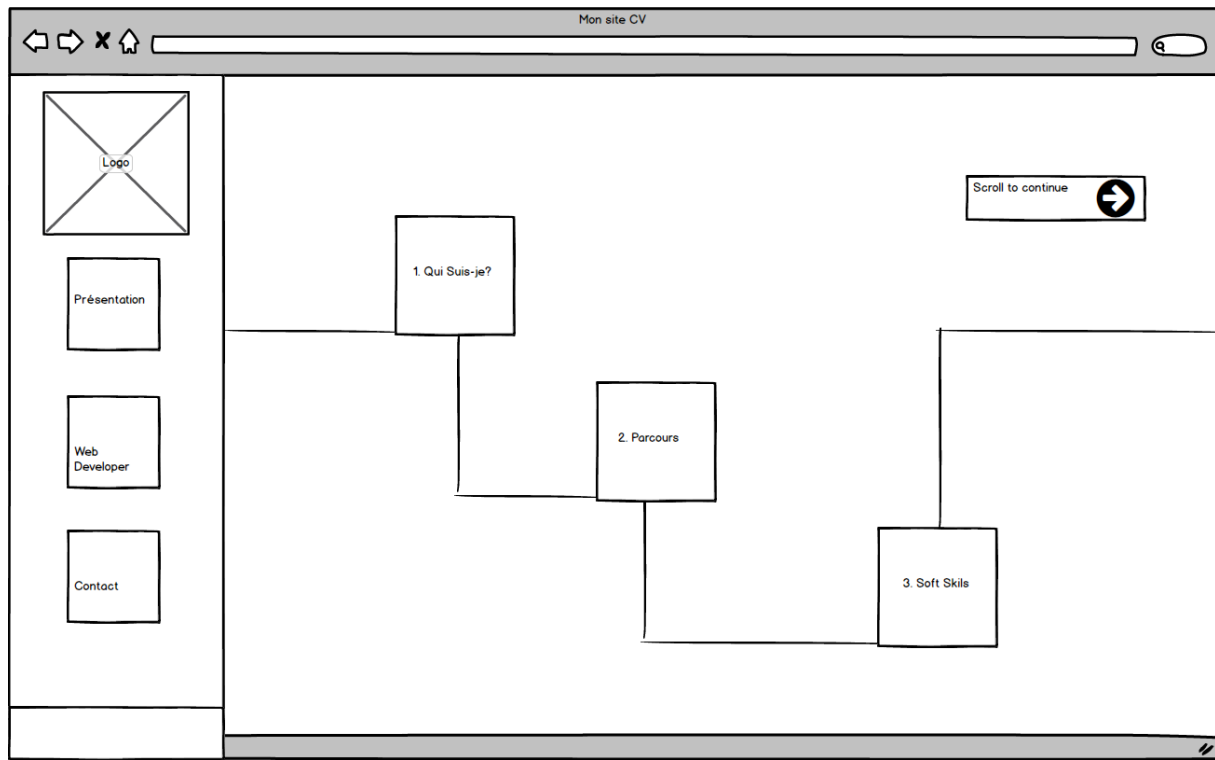 Mon site CV
Logo
Présentation
Web
Developer
Contact
Scroll to continue
1. Qui Suis-je?
2. Parcours
3. Soft Skils